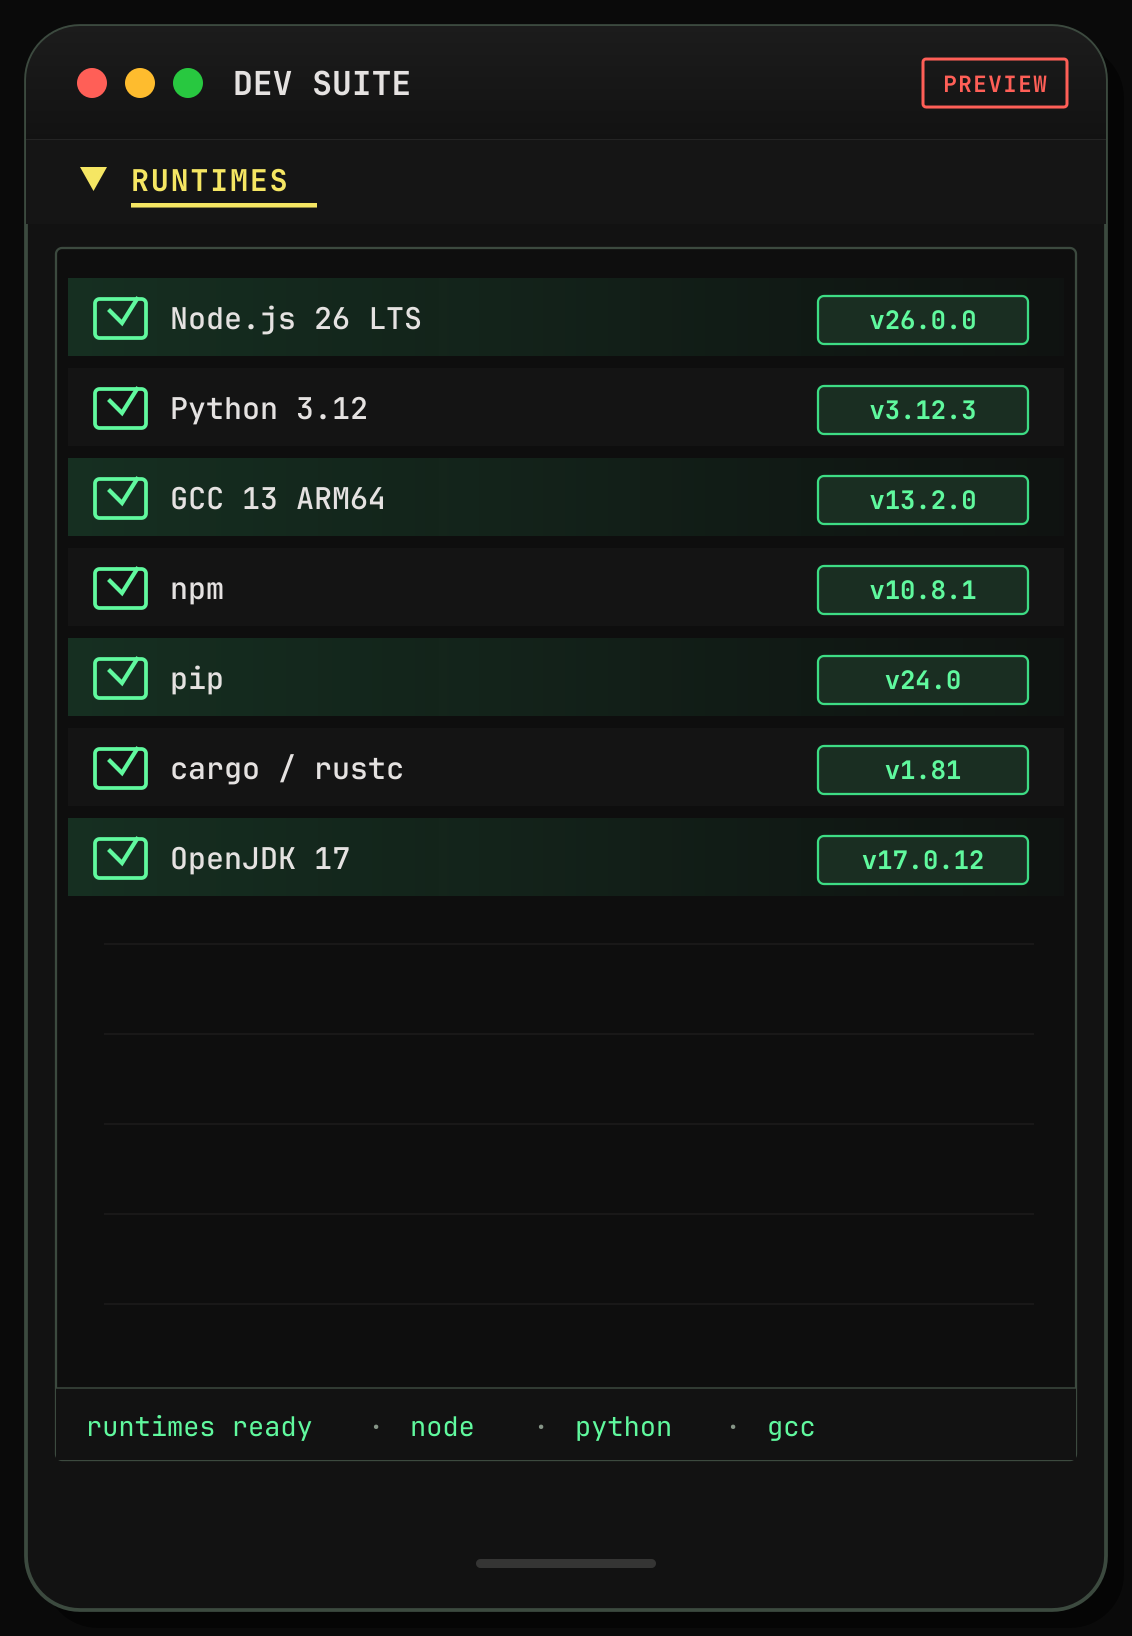 DEV SUITE
PREVIEW
RUNTIMES
Node.js 26 LTS
v26.0.0
Python 3.12
v3.12.3
GCC 13 ARM64
v13.2.0
npm
v10.8.1
pip
v24.0
cargo / rustc
v1.81
OpenJDK 17
v17.0.12
runtimes ready · node · python · gcc